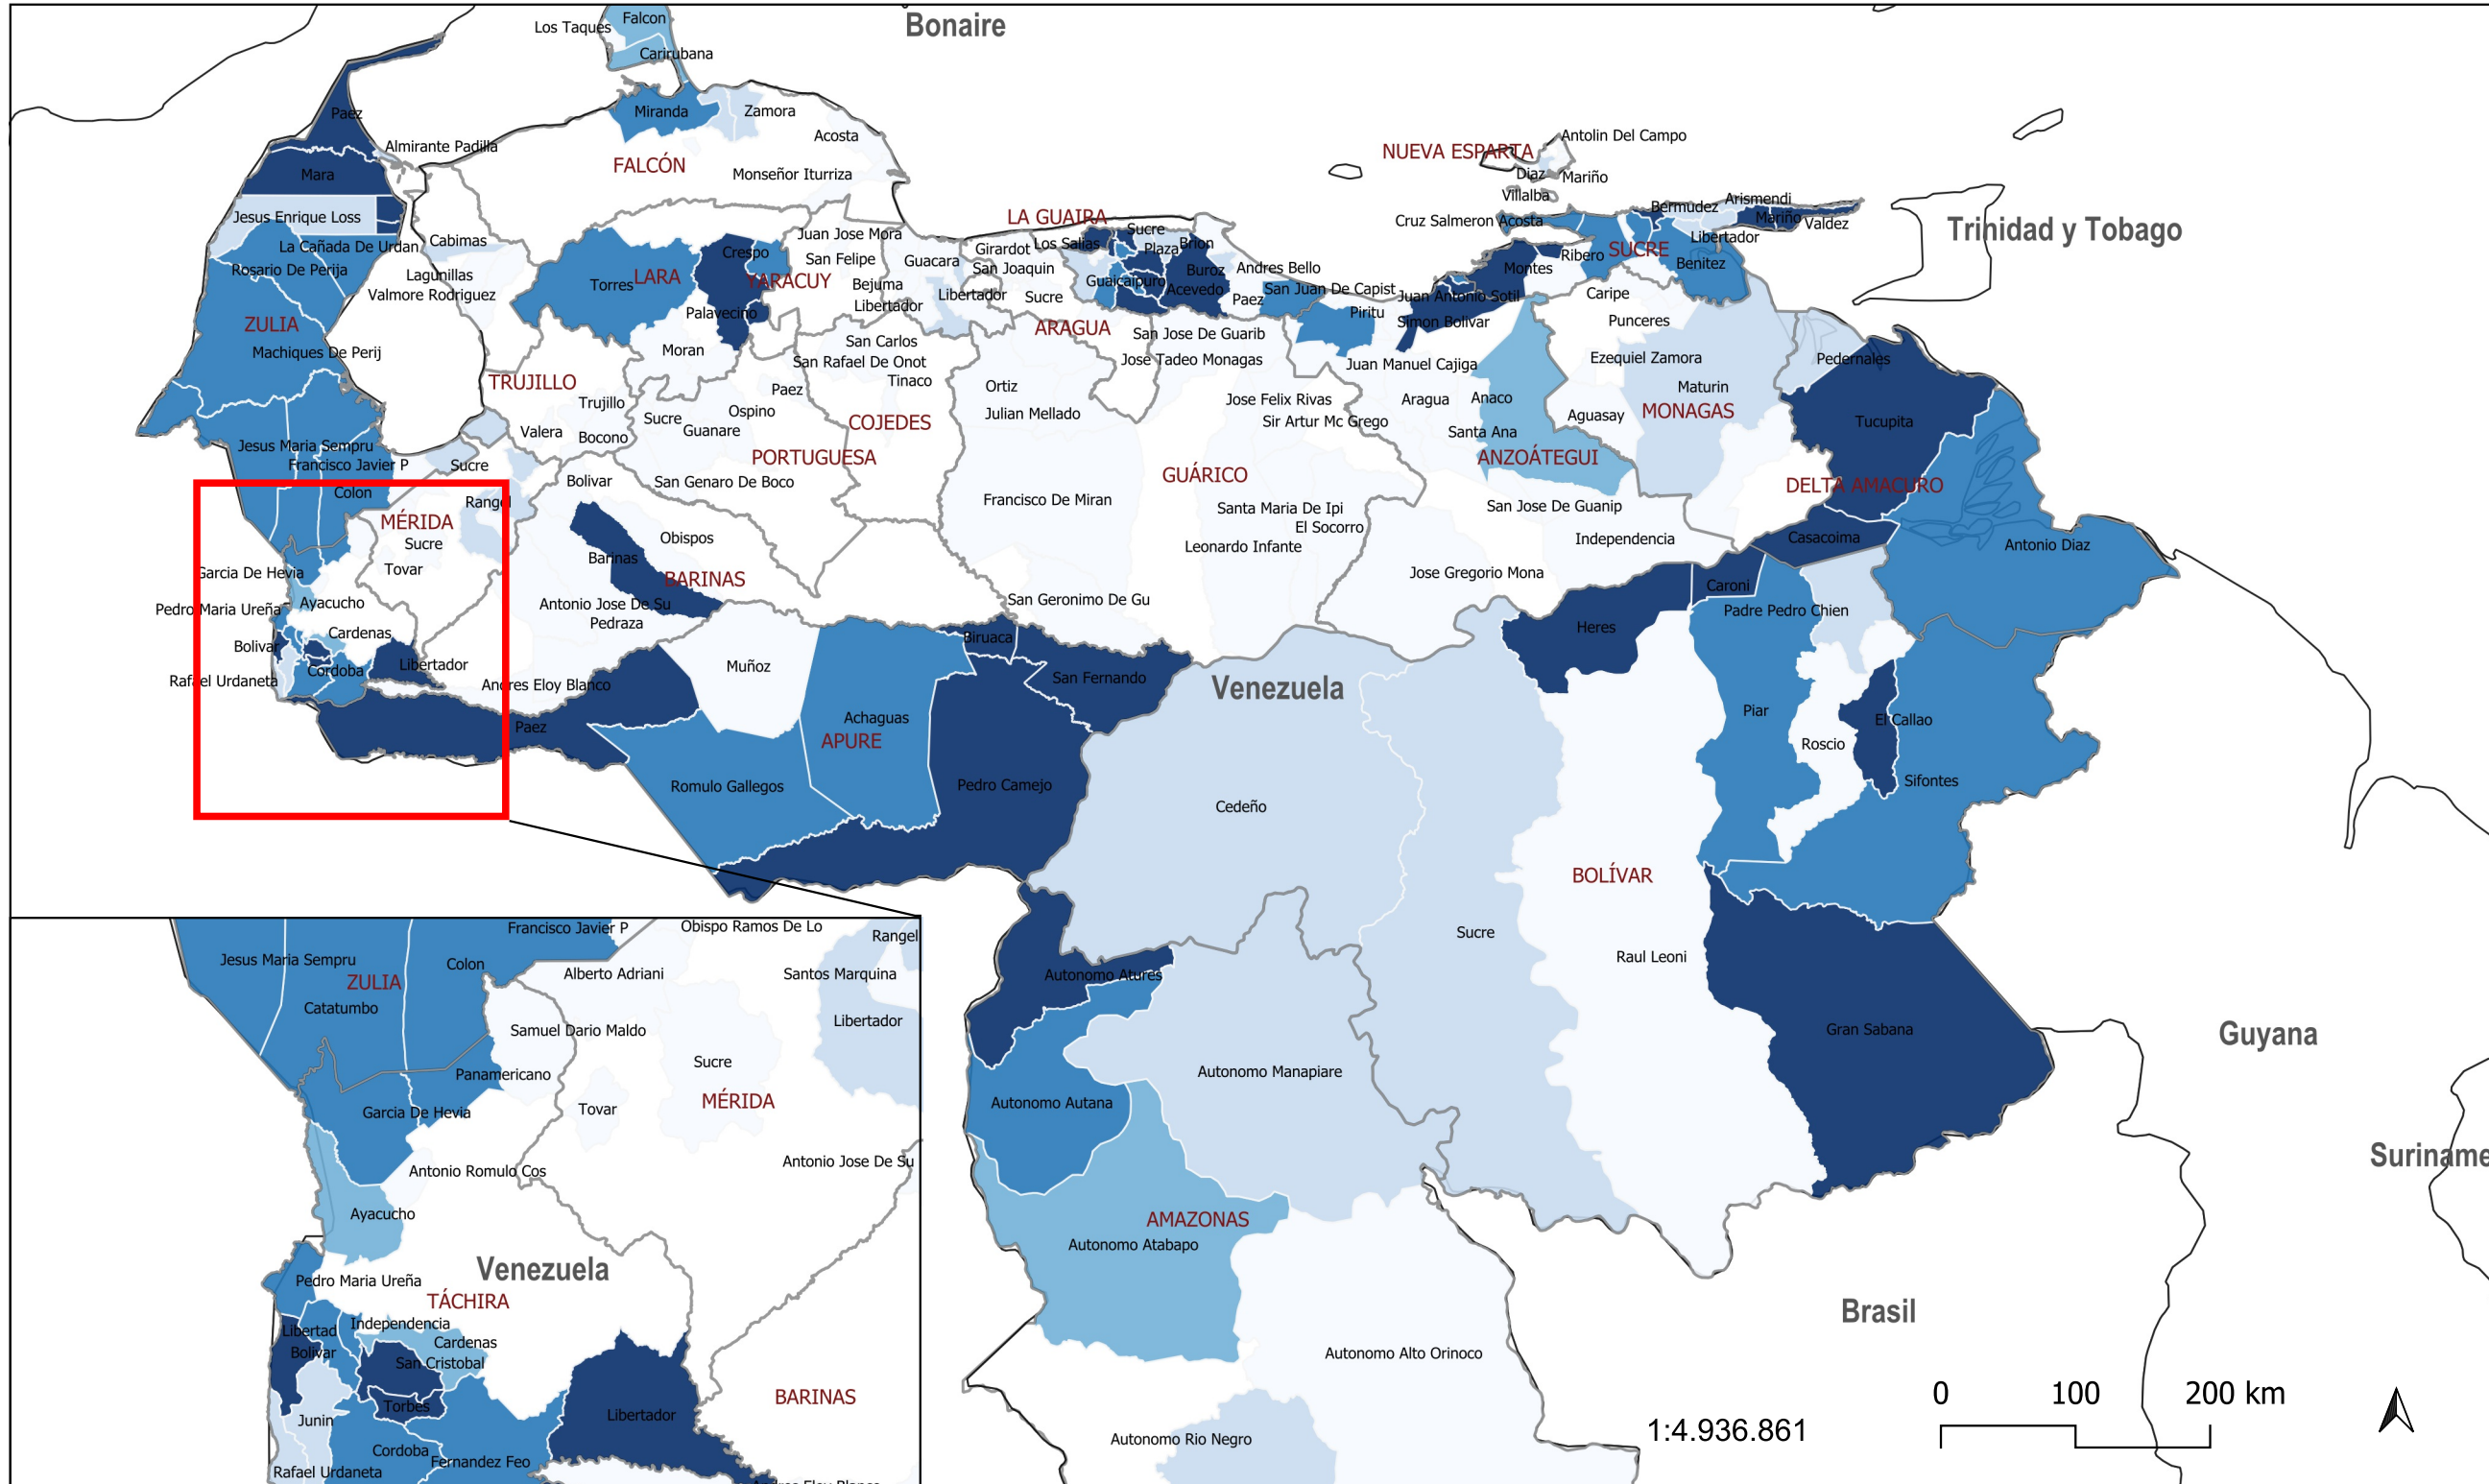 Falcon
Bonaire
Los Taques
Carirubana
Paez
Miranda
Zamora
Acosta
Antolin Del Campo
Almirante Padilla
NUEVA ESPARTA
FALCÓN
Mara
Monseñor Iturriza
Diaz
Mariño
Villalba
Arismendi
Bermudez
Jesus Enrique Loss
LA GUAIRA
Cruz Salmeron Acosta
Mariño
Valdez
Trinidad y Tobago
La Cañada De Urdan
Cabimas
Crespo
Juan Jose Mora
Girardot
Los Salias
Sucre
Plaza
Brion
Libertador
SUCRE
Rosario De Perija
Lagunillas
Valmore Rodriguez
Torres
LARA
YARACUY
San Felipe
Guacara
San Joaquin
Bejuma
Libertador
Libertador
Sucre
Guaicaipuro
Buroz
Acevedo
Andres Bello
Paez
San Juan De Capist
Montes
Ribero
Benitez
Juan Antonio Sotil
Caripe
ZULIA
Palavecino
ARAGUA
San Jose De Guarib
Piritu
Simon Bolivar
Punceres
Machiques De Perij
Moran
San Carlos
San Rafael De Onot
Tinaco
Jose Tadeo Monagas
Juan Manuel Cajiga
Ezequiel Zamora
Pedernales
TRUJILLO
Trujillo
Paez
Ortiz
Julian Mellado
Jose Felix Rivas
Aragua
Anaco
Maturin
MONAGAS
Valera
Bocono
Sucre
Guanare
Ospino
COJEDES
Sir Artur Mc Grego
Santa Ana
Aguasay
Tucupita
Jesus Maria Sempru
Francisco Javier P
Sucre
PORTUGUESA
ANZOÁTEGUI
GUÁRICO
Colon
Rangel
Bolivar
San Genaro De Boco
Francisco De Miran
Santa Maria De Ipi
El Socorro
San Jose De Guanip
DELTA AMACURO
MÉRIDA
Sucre
Obispos
Leonardo Infante
Independencia
Casacoima
Antonio Diaz
Barinas
BARINAS
Garcia De Hevia
Tovar
Jose Gregorio Mona
Caroni
Pedro Maria Ureña
Ayacucho
Antonio Jose De Su
Pedraza
San Geronimo De Gu
Padre Pedro Chien
Cardenas
Bolivar
Biruaca
Heres
Cordoba
Libertador
Muñoz
Rafael Urdaneta
Andres Eloy Blanco
San Fernando
Venezuela
Paez
Achaguas
APURE
Piar
El Callao
Roscio
Romulo Gallegos
Pedro Camejo
Cedeño
Sifontes
BOLÍVAR
Sucre
Raul Leoni
Autonomo Atures
Gran Sabana
Guyana
Autonomo Manapiare
Autonomo Autana
Suriname
AMAZONAS
Autonomo Atabapo
Brasil
Autonomo Alto Orinoco
Autonomo Rio Negro
1:4.936.861
0 100 200 km
Francisco Javier P
Obispo Ramos De Lo
Rangel
Jesus Maria Sempru
ZULIA
Colon
Alberto Adriani
Santos Marquina
Catatumbo
Samuel Dario Maldo
Libertador
Sucre
Panamericano
MÉRIDA
Garcia De Hevia
Tovar
Antonio Romulo Cos
Antonio Jose De Su
Ayacucho
Pedro Maria Ureña
Venezuela
TÁCHIRA
Libertad
Independencia
Bolivar
Cardenas
San Cristobal
BARINAS
Torbes
Junin
Libertador
Cordoba
Fernandez Feo
Rafael Urdaneta